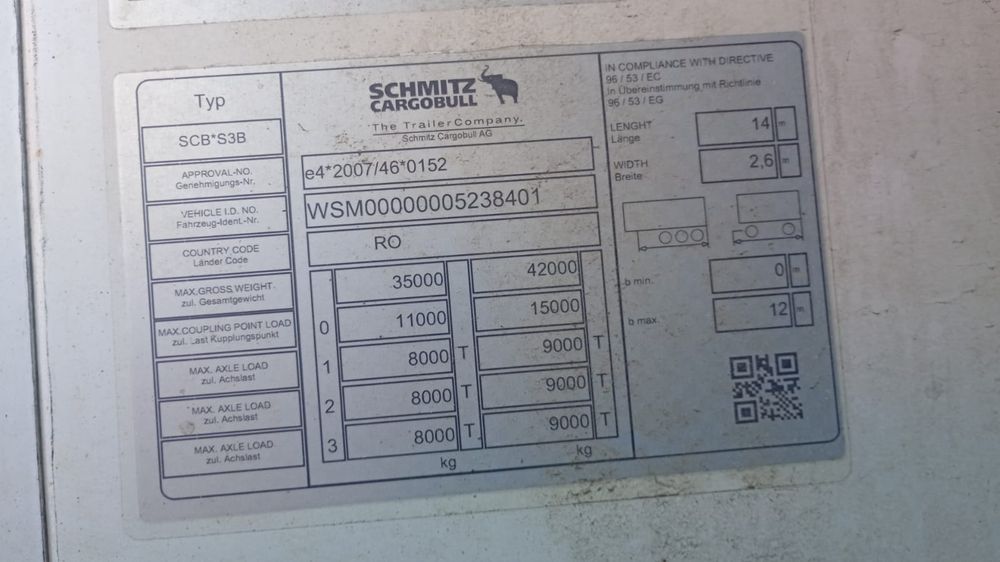 Typ
SCB*S3B
APPROVAL-NO.
Genehmigungs-Nr.
VEHICLE I.D. NO.
Fahrzeug-Ident.-Nr.
COUNTRY CODE
Länder Code
MAX.GROSS WEIGHT
zul. Gesamtgewicht
MAX.COUPLING POINT LOAD
zul. Last Kupplungspunkt
MAX. AXLE LOAD
zul. Achslast
MAX. AXLE LOAD
zul. Achslast
MAX. AXLE LOAD
zul. Achslast
SCHMITZ
CARGOBULL
The TrailerCompany.
Schmitz Cargobull AG
e4*2007/46*0152
WSM00000005238401
RO
35000 42000
0 11000 15000
1 8000 T 9000 T
2 8000 T 9000 T
3 8000 T 9000 T
kg kg
IN COMPLIANCE WITH DIRECTIVE
96 / 53 / EC
in Übereinstimmung mit Richtlinie
96 / 53 / EG
LENGHT
Länge
14 m
WIDTH
Breite
2,6 m
b min. 0 m
b max. 12 m